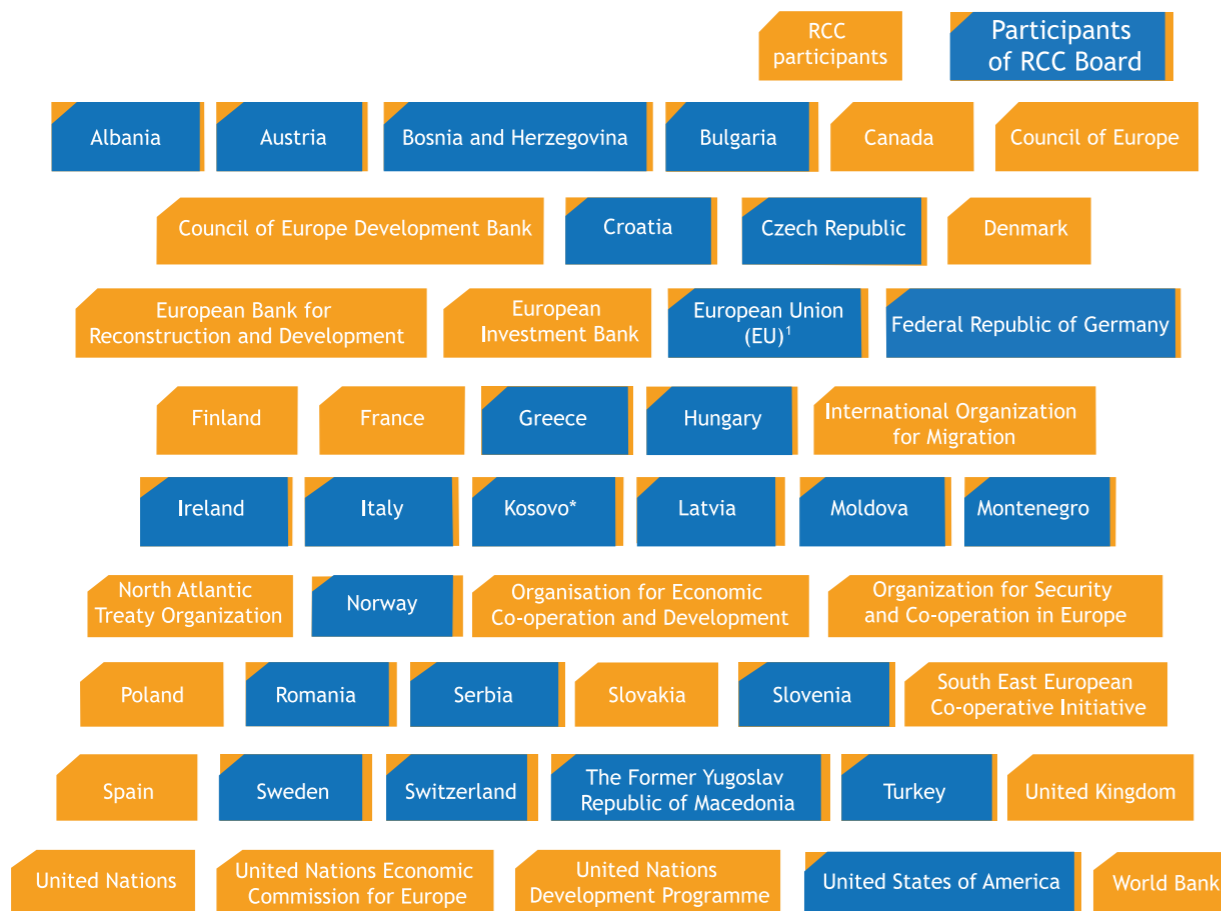 RCC
participants
Participants
of RCC Board
Albania
Austria
Bosnia and Herzegovina
Bulgaria
Canada
Council of Europe
Council of Europe Development Bank
Croatia
Czech Republic
Denmark
European Bank for
Reconstruction and Development
European
Investment Bank
European Union
(EU)¹
Federal Republic of Germany
Finland
France
Greece
Hungary
International Organization
for Migration
Ireland
Italy
Kosovo*
Latvia
Moldova
Montenegro
North Atlantic
Treaty Organization
Norway
Organisation for Economic
Co-operation and Development
Organization for Security
and Co-operation in Europe
Poland
Romania
Serbia
Slovakia
Slovenia
South East European
Co-operative Initiative
Spain
Sweden
Switzerland
The Former Yugoslav
Republic of Macedonia
Turkey
United Kingdom
United Nations
United Nations Economic
Commission for Europe
United Nations
Development Programme
United States of America
World Bank